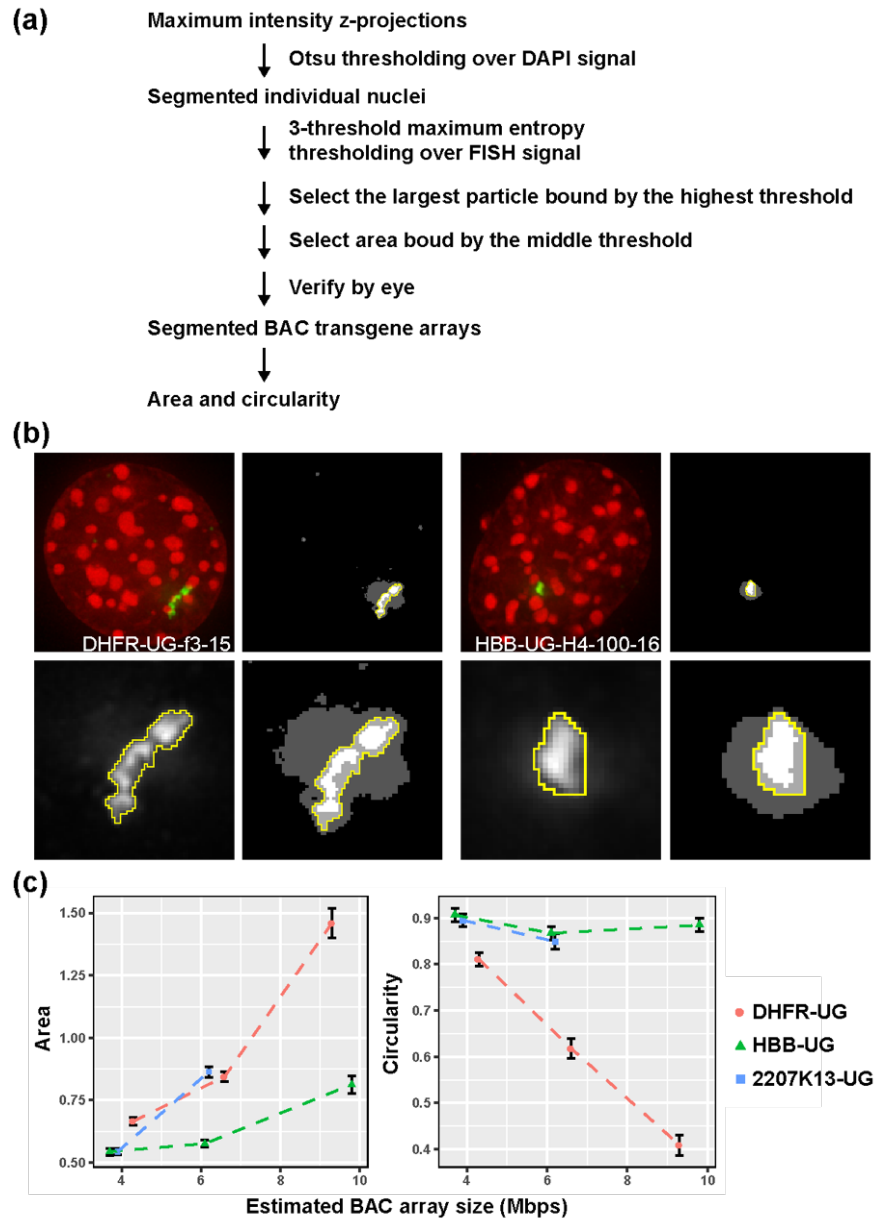 (a)
Maximum intensity z-projections
Otsu thresholding over DAPI signal
Segmented individual nuclei
3-threshold maximum entropy
thresholding over FISH signal
Select the largest particle bound by the highest threshold
Select area boud by the middle threshold
Verify by eye
Segmented BAC transgene arrays
Area and circularity
(b)
DHFR-UG-f3-15
HBB-UG-H4-100-16
(c)
Area
1.50
1.25
1.00
0.75
0.50
4 6 8 10
Circularity
0.9
0.8
0.7
0.6
0.5
0.4
4 6 8 10
Estimated BAC array size (Mbps)
DHFR-UG
HBB-UG
2207K13-UG